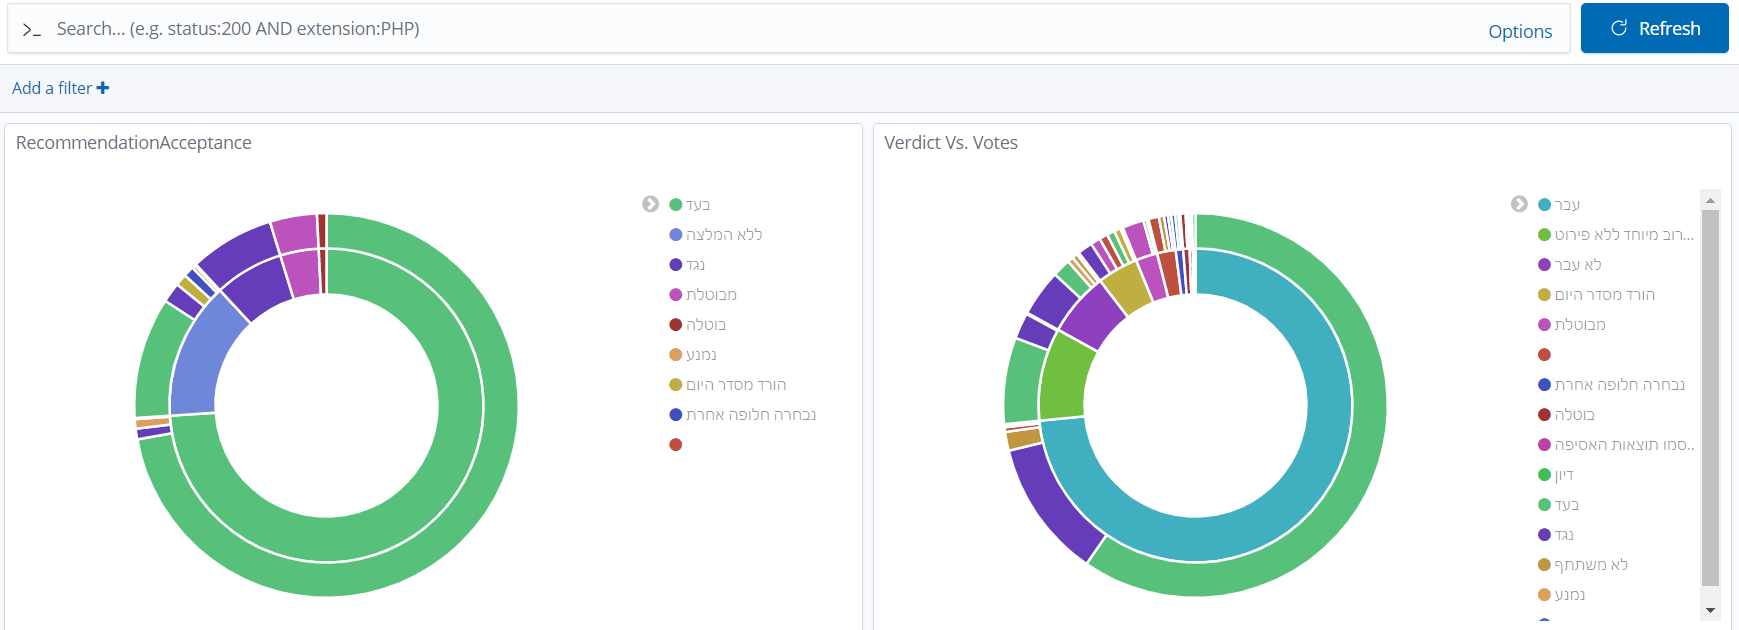 >_ Search... (e.g. status:200 AND extension:PHP) Options Refresh
Add a filter
RecommendationAcceptance
בעד
ללא המלצה
נגד
מבוטלת
בוטלה
נמנע
הורד מסדר היום
נבחרה חלופה אחרת
Verdict Vs. Votes
עבר
רוב מיוחד ללא פירוט...
לא עבר
הורד מסדר היום
מבוטלת
נבחרה חלופה אחרת
בוטלה
סמו תוצאות האסיפה..
דיון
בעד
נגד
לא משתתף
נמנע